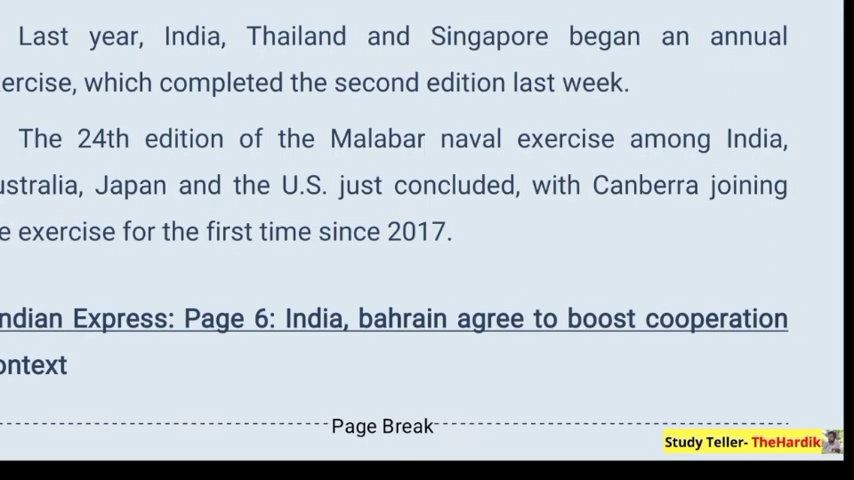 Last year, India, Thailand and Singapore began an annual
ercise, which completed the second edition last week.
The 24th edition of the Malabar naval exercise among India,
ustralia, Japan and the U.S. just concluded, with Canberra joining
e exercise for the first time since 2017.
ndian Express: Page 6: India, bahrain agree to boost cooperation
ontext
Page Break
Study Teller- TheHardik